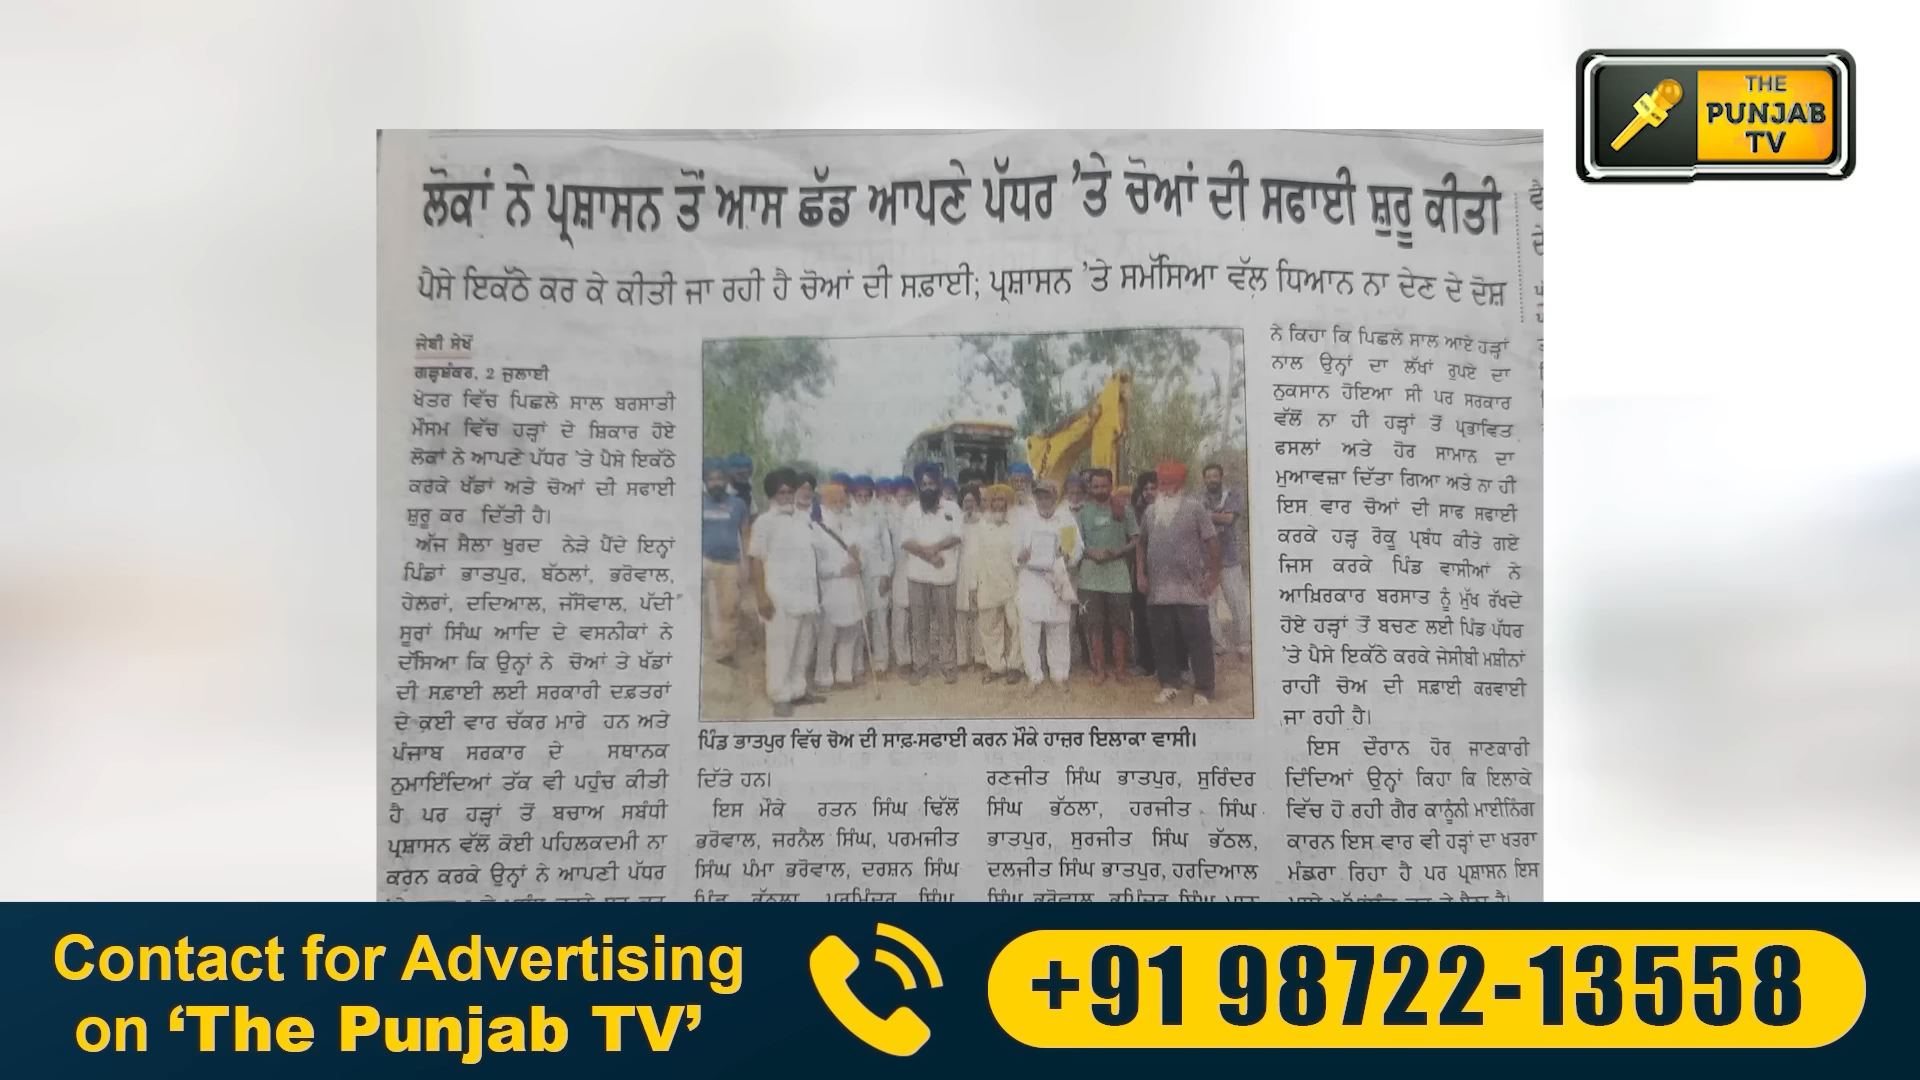 THE
PUNJAB
TV
ਲੋਕਾਂ ਨੇ ਪ੍ਰਸ਼ਾਸਨ ਤੋਂ ਆਸ ਛੱਡ ਆਪਣੇ ਪੱਧਰ ’ਤੇ ਚੋਆਂ ਦੀ ਸਫਾਈ ਸ਼ੁਰੂ ਕੀਤੀ
ਪੈਸੇ ਇਕੱਠੇ ਕਰ ਕੇ ਕੀਤੀ ਜਾ ਰਹੀ ਹੈ ਚੋਆਂ ਦੀ ਸਫ਼ਾਈ; ਪ੍ਰਸ਼ਾਸਨ ’ਤੇ ਸਮੱਸਿਆ ਵੱਲ ਧਿਆਨ ਨਾ ਦੇਣ ਦੇ ਦੋਸ਼
ਜੇਬੀ ਸੇਖੋਂ
ਗੜ੍ਹਸ਼ੰਕਰ, 2 ਜੁਲਾਈ
ਖੇਤਰ ਵਿੱਚ ਪਿਛਲੇ ਸਾਲ ਬਰਸਾਤੀ
ਮੌਸਮ ਵਿੱਚ ਹੜ੍ਹਾਂ ਦੇ ਸ਼ਿਕਾਰ ਹੋਏ
ਲੋਕਾਂ ਨੇ ਆਪਣੇ ਪੱਧਰ ’ਤੇ ਪੈਸੇ ਇਕੱਠੇ
ਕਰਕੇ ਖੱਡਾਂ ਅਤੇ ਚੋਆਂ ਦੀ ਸਫਾਈ
ਸ਼ੁਰੂ ਕਰ ਦਿੱਤੀ ਹੈ।
ਅੱਜ ਸੈਲਾ ਖੁਰਦ ਨੇੜੇ ਪੈਂਦੇ ਇਨ੍ਹਾਂ
ਪਿੰਡਾਂ ਭਾਤਪੁਰ, ਬੱਠਲਾਂ, ਭਰੋਵਾਲ,
ਹੇਲਰਾਂ, ਦਦਿਆਲ, ਜੱਸੋਵਾਲ, ਪੱਦੀ
ਸੂਰਾਂ ਸਿੰਘ ਆਦਿ ਦੇ ਵਸਨੀਕਾਂ ਨੇ
ਦੱਸਿਆ ਕਿ ਉਨ੍ਹਾਂ ਨੇ ਚੋਆਂ ਤੇ ਖੱਡਾਂ
ਦੀ ਸਫ਼ਾਈ ਲਈ ਸਰਕਾਰੀ ਦਫ਼ਤਰਾਂ
ਦੇ ਕਈ ਵਾਰ ਚੱਕਰ ਮਾਰੇ ਹਨ ਅਤੇ
ਪੰਜਾਬ ਸਰਕਾਰ ਦੇ ਸਥਾਨਕ
ਨੁਮਾਇੰਦਿਆਂ ਤੱਕ ਵੀ ਪਹੁੰਚ ਕੀਤੀ
ਹੈ ਪਰ ਹੜ੍ਹਾਂ ਤੋਂ ਬਚਾਅ ਸਬੰਧੀ
ਪ੍ਰਸ਼ਾਸਨ ਵੱਲੋਂ ਕੋਈ ਪਹਿਲਕਦਮੀ ਨਾ
ਕਰਨ ਕਰਕੇ ਉਨ੍ਹਾਂ ਨੇ ਆਪਣੀ ਪੱਧਰ
ਪਿੰਡ ਭਾਤਪੁਰ ਵਿੱਚ ਚੋਅ ਦੀ ਸਾਫ਼-ਸਫਾਈ ਕਰਨ ਮੌਕੇ ਹਾਜ਼ਰ ਇਲਾਕਾ ਵਾਸੀ।
ਦਿੱਤੇ ਹਨ।
ਇਸ ਮੌਕੇ ਰਤਨ ਸਿੰਘ ਢਿੱਲੋਂ
ਭਰੋਵਾਲ, ਜਰਨੈਲ ਸਿੰਘ, ਪਰਮਜੀਤ
ਸਿੰਘ ਪੰਮਾ ਭਰੋਵਾਲ, ਦਰਸ਼ਨ ਸਿੰਘ
ਰਣਜੀਤ ਸਿੰਘ ਭਾਤਪੁਰ, ਸੁਰਿੰਦਰ
ਸਿੰਘ ਭੱਠਲਾ, ਹਰਜੀਤ ਸਿੰਘ
ਭਾਤਪੁਰ, ਸੁਰਜੀਤ ਸਿੰਘ ਭੱਠਲ,
ਦਲਜੀਤ ਸਿੰਘ ਭਾਤਪੁਰ, ਹਰਦਿਆਲ
ਨੇ ਕਿਹਾ ਕਿ ਪਿਛਲੇ ਸਾਲ ਆਏ ਹੜ੍ਹਾਂ
ਨਾਲ ਉਨ੍ਹਾਂ ਦਾ ਲੱਖਾਂ ਰੁਪਏ ਦਾ
ਨੁਕਸਾਨ ਹੋਇਆ ਸੀ ਪਰ ਸਰਕਾਰ
ਵੱਲੋਂ ਨਾ ਹੀ ਹੜ੍ਹਾਂ ਤੋਂ ਪ੍ਰਭਾਵਿਤ
ਫਸਲਾਂ ਅਤੇ ਹੋਰ ਸਾਮਾਨ ਦਾ
ਮੁਆਵਜ਼ਾ ਦਿੱਤਾ ਗਿਆ ਅਤੇ ਨਾ ਹੀ
ਇਸ ਵਾਰ ਚੋਆਂ ਦੀ ਸਾਫ ਸਫਾਈ
ਕਰਕੇ ਹੜ੍ਹ ਰੋਕੂ ਪ੍ਰਬੰਧ ਕੀਤੇ ਗਏ
ਜਿਸ ਕਰਕੇ ਪਿੰਡ ਵਾਸੀਆਂ ਨੇ
ਆਖ਼ਿਰਕਾਰ ਬਰਸਾਤ ਨੂੰ ਮੁੱਖ ਰੱਖਦੇ
ਹੋਏ ਹੜ੍ਹਾਂ ਤੋਂ ਬਚਣ ਲਈ ਪਿੰਡ ਪੱਧਰ
’ਤੇ ਪੈਸੇ ਇਕੱਠੇ ਕਰਕੇ ਜੇਸੀਬੀ ਮਸ਼ੀਨਾਂ
ਰਾਹੀਂ ਚੋਅ ਦੀ ਸਫ਼ਾਈ ਕਰਵਾਈ
ਜਾ ਰਹੀ ਹੈ।
ਇਸ ਦੌਰਾਨ ਹੋਰ ਜਾਣਕਾਰੀ
ਦਿੰਦਿਆਂ ਉਨ੍ਹਾਂ ਕਿਹਾ ਕਿ ਇਲਾਕੇ
ਵਿੱਚ ਹੋ ਰਹੀ ਗੈਰ ਕਾਨੂੰਨੀ ਮਾਈਨਿੰਗ
ਕਾਰਨ ਇਸ ਵਾਰ ਵੀ ਹੜ੍ਹਾਂ ਦਾ ਖਤਰਾ
ਮੰਡਰਾ ਰਿਹਾ ਹੈ ਪਰ ਪ੍ਰਸ਼ਾਸਨ ਇਸ
Contact for Advertising
on ‘The Punjab TV’
+91 98722-13558